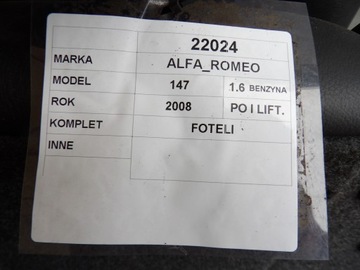 22024
MARKA ALFA_ROMEO
MODEL 147 1.6 BENZYNA
ROK 2008 PO I LIFT.
KOMPLET FOTELI
INNE